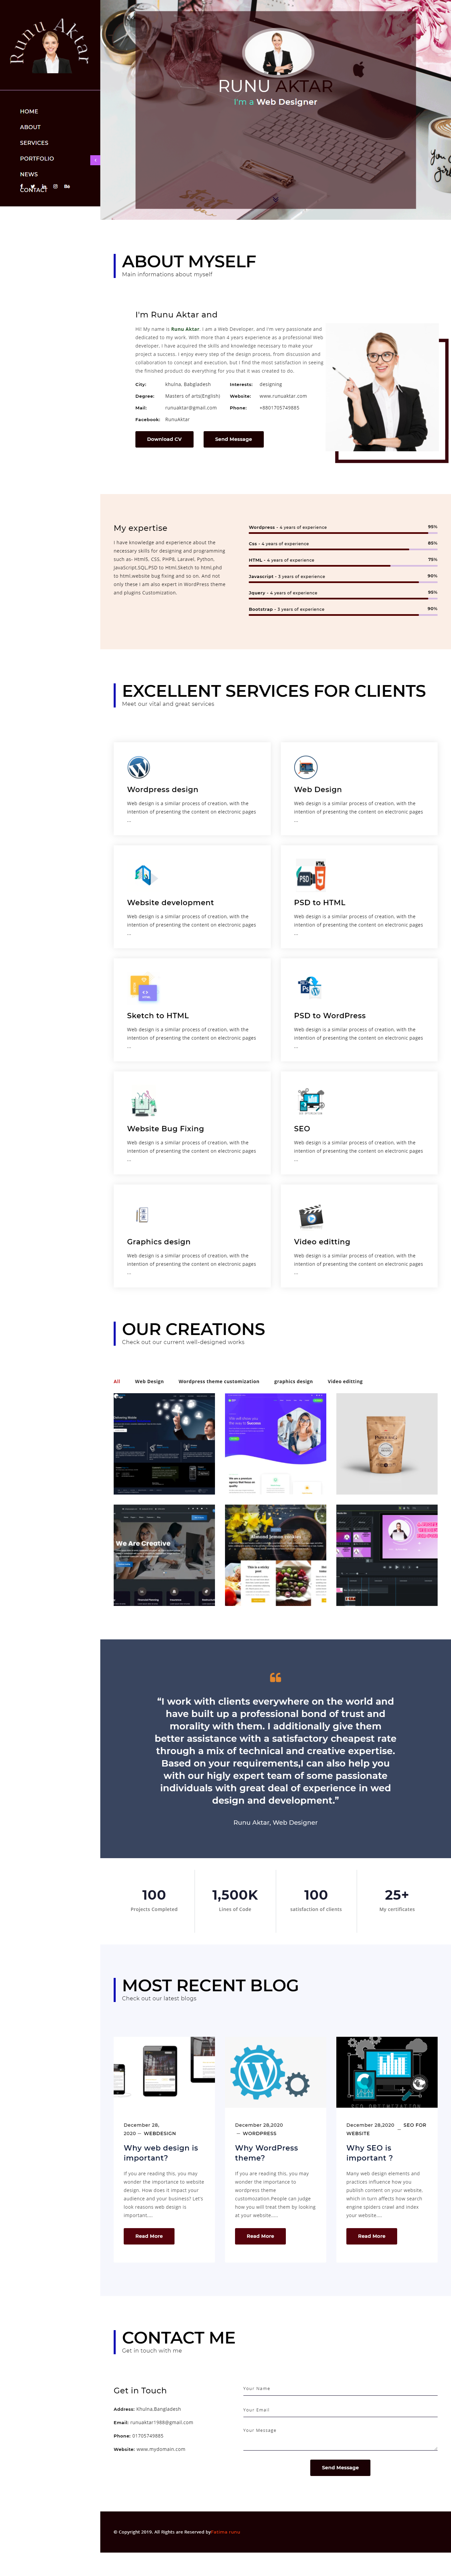 Runu Aktar
HOME
ABOUT
SERVICES
PORTFOLIO
NEWS
CONTACT
RUNU AKTAR
I'm a Web Designer
ABOUT MYSELF
Main informations about myself
I'm Runu Aktar and
Hi! My name is Runu Aktar. I am a Web Developer, and I'm very passionate and
dedicated to my work. With more than 4 years experience as a professional Web
developer, I have acquired the skills and knowledge necessary to make your
project a success. I enjoy every step of the design process, from discussion and
collaboration to concept and execution, but I find the most satisfaction in seeing
the finished product do everything for you that it was created to do.
City: khulna, Bangladesh
Interests: designing
Degree: Masters of arts(English)
Website: www.runuaktar.com
Mail: runuaktar@gmail.com
Phone: +8801705749885
Facebook: RunuAktar
Download CV
Send Message
My expertise
I have knowledge and experience about the
necessary skills for designing and programming
such as- Html5, CSS, PHP8, Laravel, Python,
JavaScript,SQL,PSD to Html,Sketch to html,phd
to html,website bug fixing and so on. And not
only these I am also expert in WordPress theme
and plugins Customization.
Wordpress - 4 years of experience 95%
Css - 4 years of experience 85%
HTML - 4 years of experience 75%
Javascript - 3 years of experience 90%
Jquery - 4 years of experience 95%
Bootstrap - 3 years of experience 90%
EXCELLENT SERVICES FOR CLIENTS
Meet our vital and great services
Wordpress design
Web design is a similar process of creation, with the
intention of presenting the content on electronic pages
...
Web Design
Web design is a similar process of creation, with the
intention of presenting the content on electronic pages
...
Website development
Web design is a similar process of creation, with the
intention of presenting the content on electronic pages
...
PSD to HTML
Web design is a similar process of creation, with the
intention of presenting the content on electronic pages
...
Sketch to HTML
Web design is a similar process of creation, with the
intention of presenting the content on electronic pages
...
PSD to WordPress
Web design is a similar process of creation, with the
intention of presenting the content on electronic pages
...
Website Bug Fixing
Web design is a similar process of creation, with the
intention of presenting the content on electronic pages
...
SEO
Web design is a similar process of creation, with the
intention of presenting the content on electronic pages
...
Graphics design
Web design is a similar process of creation, with the
intention of presenting the content on electronic pages
...
Video editting
Web design is a similar process of creation, with the
intention of presenting the content on electronic pages
...
OUR CREATIONS
Check out our current well-designed works
All Web Design Wordpress theme customization graphics design Video editting
We Are Creative
“I work with clients everywhere on the world and
have built up a professional bond of trust and
morality with them. I additionally give them
better assistance with a satisfactory cheapest rate
through a mix of technical and creative expertise.
Based on your requirements,I can also help you
with our higly expert team of some passionate
individuals with great deal of experience in wed
design and development.”
Runu Aktar, Web Designer
100
Projects Completed
1,500K
Lines of Code
100
satisfaction of clients
25+
My certificates
MOST RECENT BLOG
Check out our latest blogs
December 28,
2020 — WEBDESIGN
Why web design is
important?
If you are reading this, you may
wonder the importance to website
design. How does it impact your
audience and your business? Let's
look reasons web design is
important....
Read More
December 28,2020
— WORDPRESS
Why WordPress
theme?
If you are reading this, you may
wonder the importance to
wordpress theme
customozation.People can judge
how you will treat them by looking
at your website.....
Read More
December 28,2020 — SEO FOR
WEBSITE
Why SEO is
important ?
Many web design elements and
practices influence how you
publish content on your website,
which in turn affects how search
engine spiders crawl and index
your website....
Read More
CONTACT ME
Get in touch with me
Get in Touch
Address: Khulna,Bangladesh
Email: runuaktar1988@gmail.com
Phone: 01705749885
Website: www.mydomain.com
Your Name
Your Email
Your Message
Send Message
© Copyright 2019. All Rights are Reserved byFatima runu